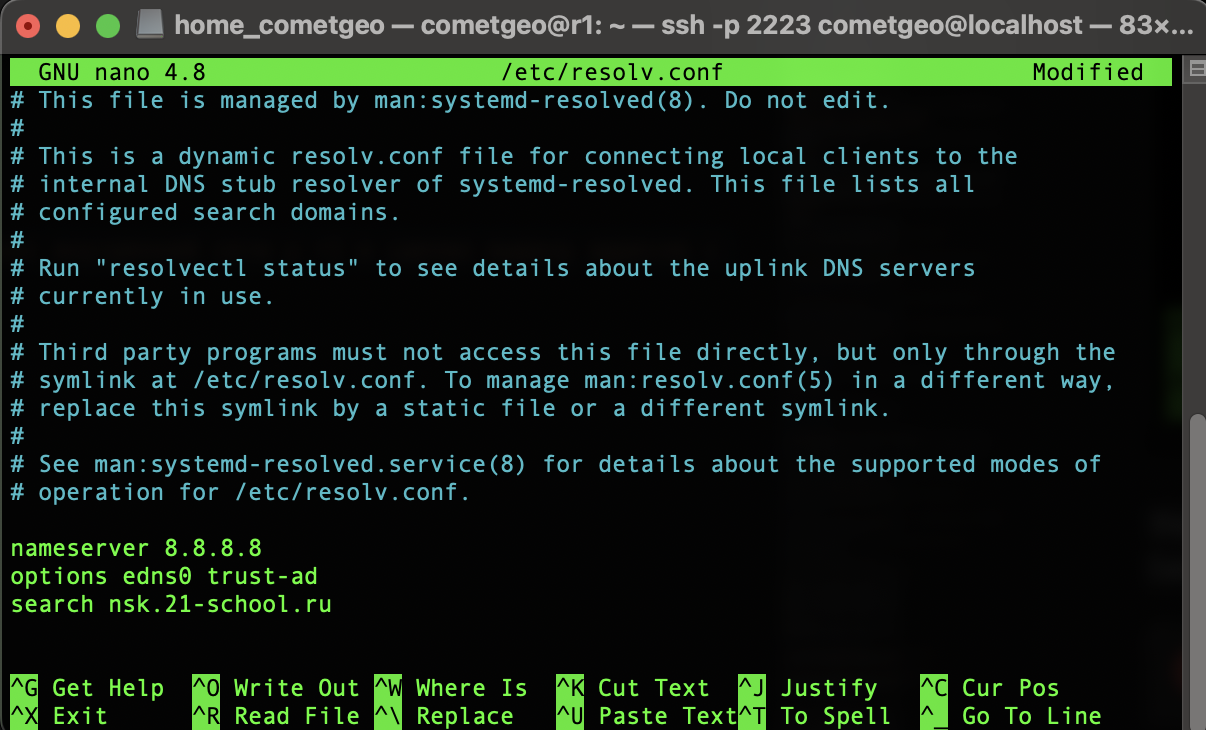 home_cometgeo — cometgeo@r1: ~ — ssh -p 2223 cometgeo@localhost — 83×...
GNU nano 4.8 /etc/resolv.conf Modified
# This file is managed by man:systemd-resolved(8). Do not edit.
#
# This is a dynamic resolv.conf file for connecting local clients to the
# internal DNS stub resolver of systemd-resolved. This file lists all
# configured search domains.
#
# Run "resolvectl status" to see details about the uplink DNS servers
# currently in use.
#
# Third party programs must not access this file directly, but only through the
# symlink at /etc/resolv.conf. To manage man:resolv.conf(5) in a different way,
# replace this symlink by a static file or a different symlink.
#
# See man:systemd-resolved.service(8) for details about the supported modes of
# operation for /etc/resolv.conf.
nameserver 8.8.8.8
options edns0 trust-ad
search nsk.21-school.ru
^G Get Help ^O Write Out ^W Where Is ^K Cut Text ^J Justify ^C Cur Pos
^X Exit ^R Read File ^\ Replace ^U Paste Text ^T To Spell ^_ Go To Line